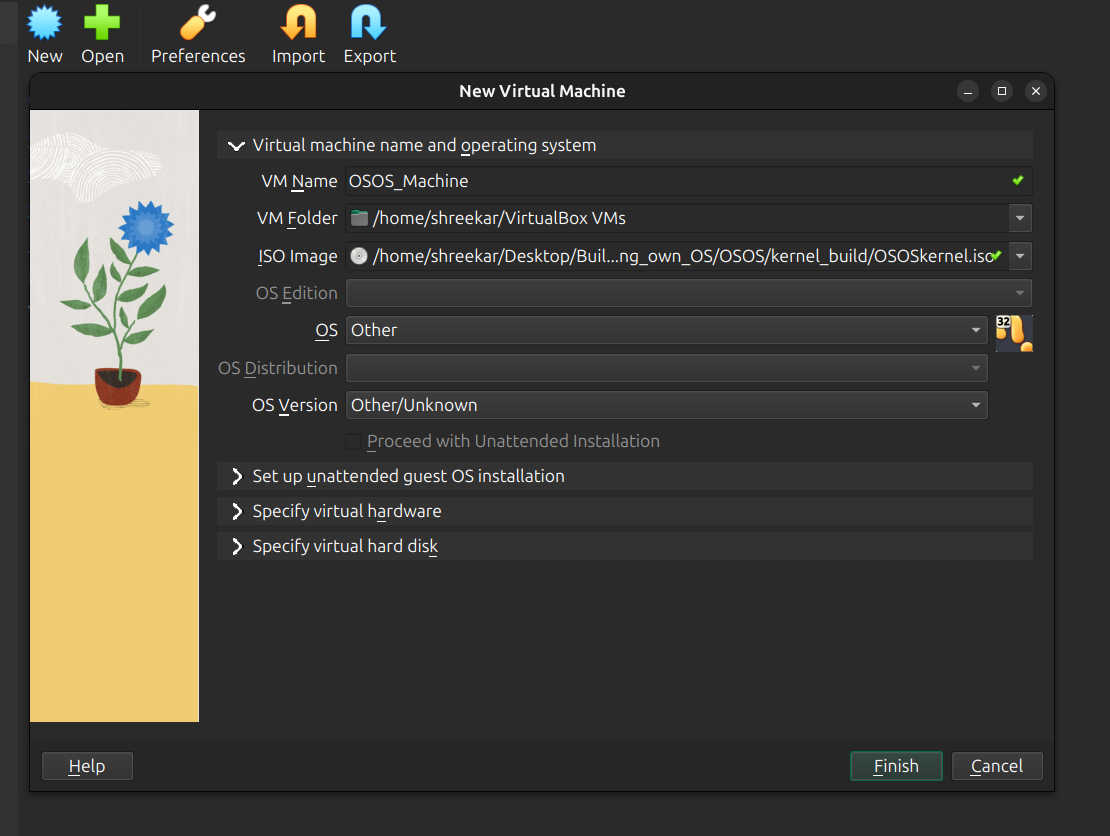 New Open Preferences Import Export
New Virtual Machine
Virtual machine name and operating system
VM Name OSOS_Machine
VM Folder /home/shreekar/VirtualBox VMs
ISO Image /home/shreekar/Desktop/Buil...ng_own_OS/OSOS/kernel_build/OSOSkernel.iso
OS Edition
OS Other 32
OS Distribution
OS Version Other/Unknown
Proceed with Unattended Installation
Set up unattended guest OS installation
Specify virtual hardware
Specify virtual hard disk
Help Finish Cancel